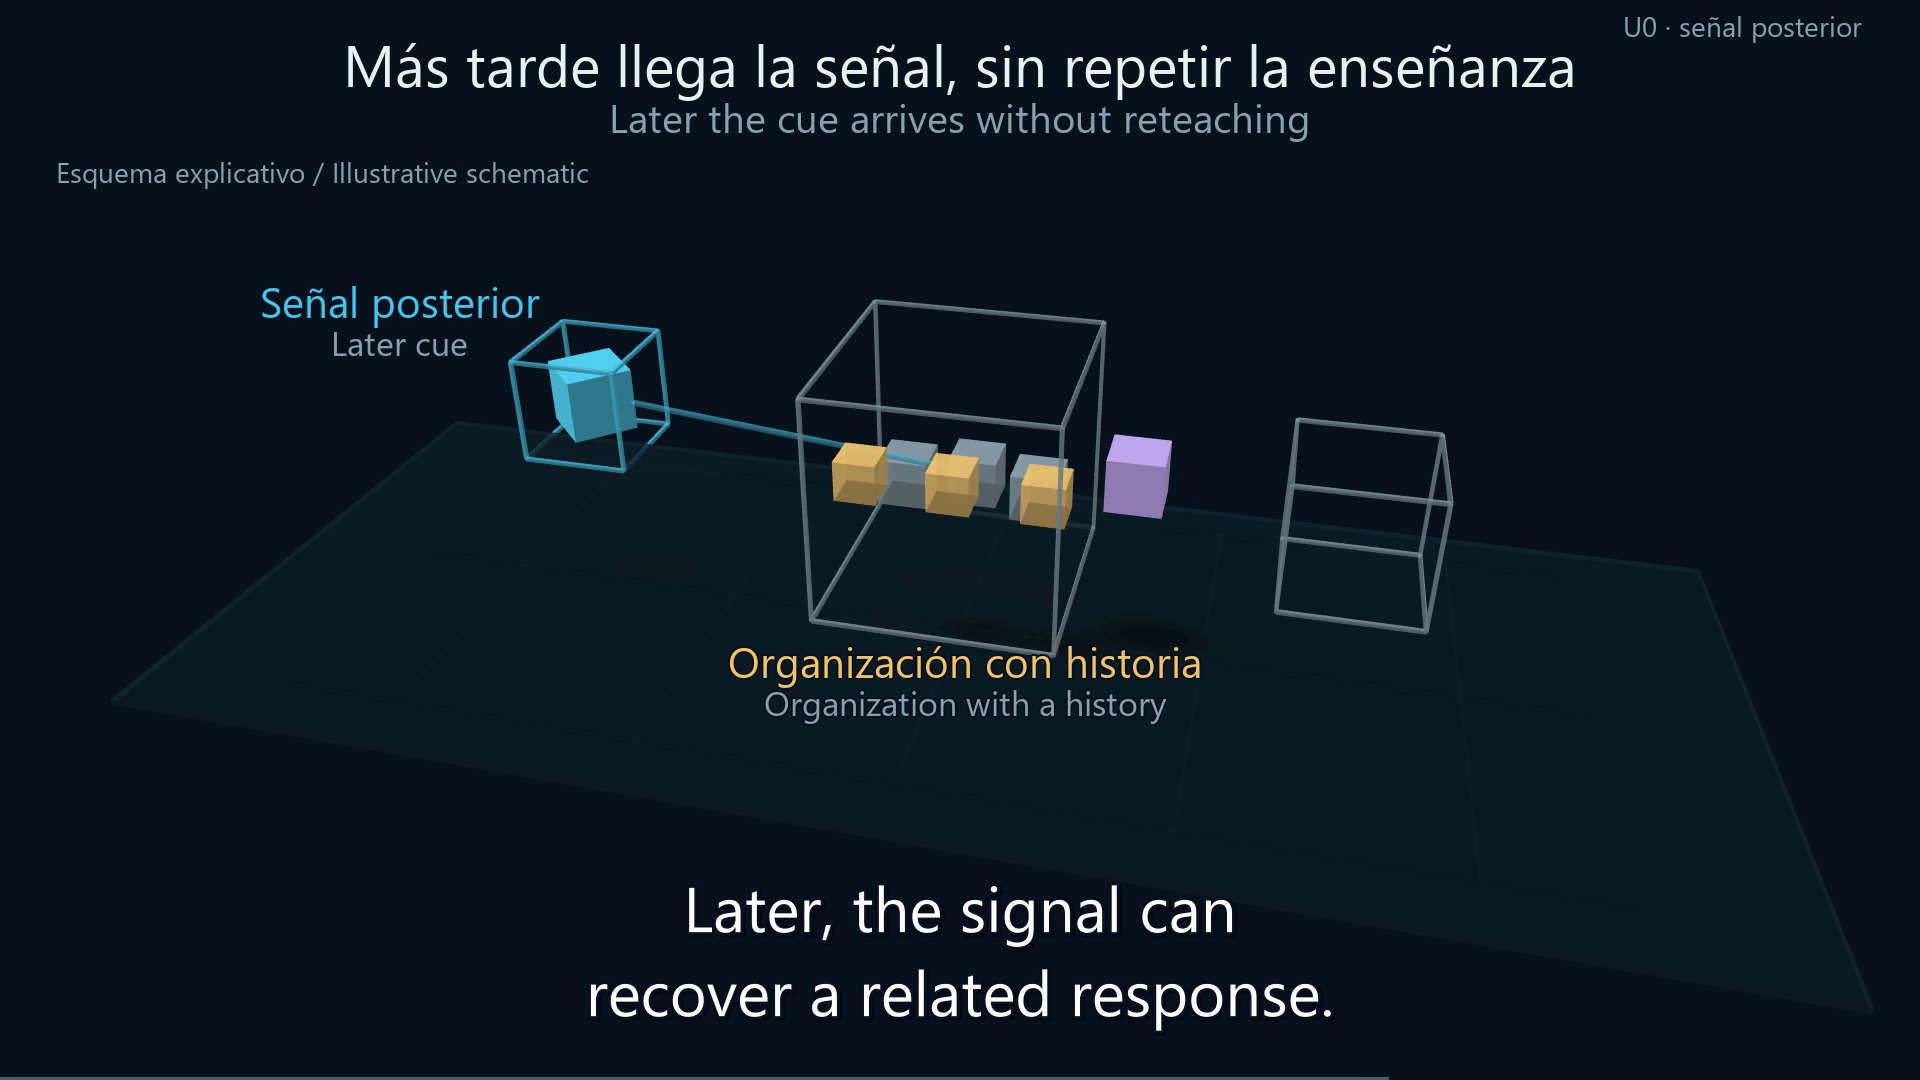 U0 · señal posterior
Más tarde llega la señal, sin repetir la enseñanza
Later the cue arrives without reteaching
Esquema explicativo / Illustrative schematic
Señal posterior
Later cue
Organización con historia
Organization with a history
Later, the signal can
recover a related response.